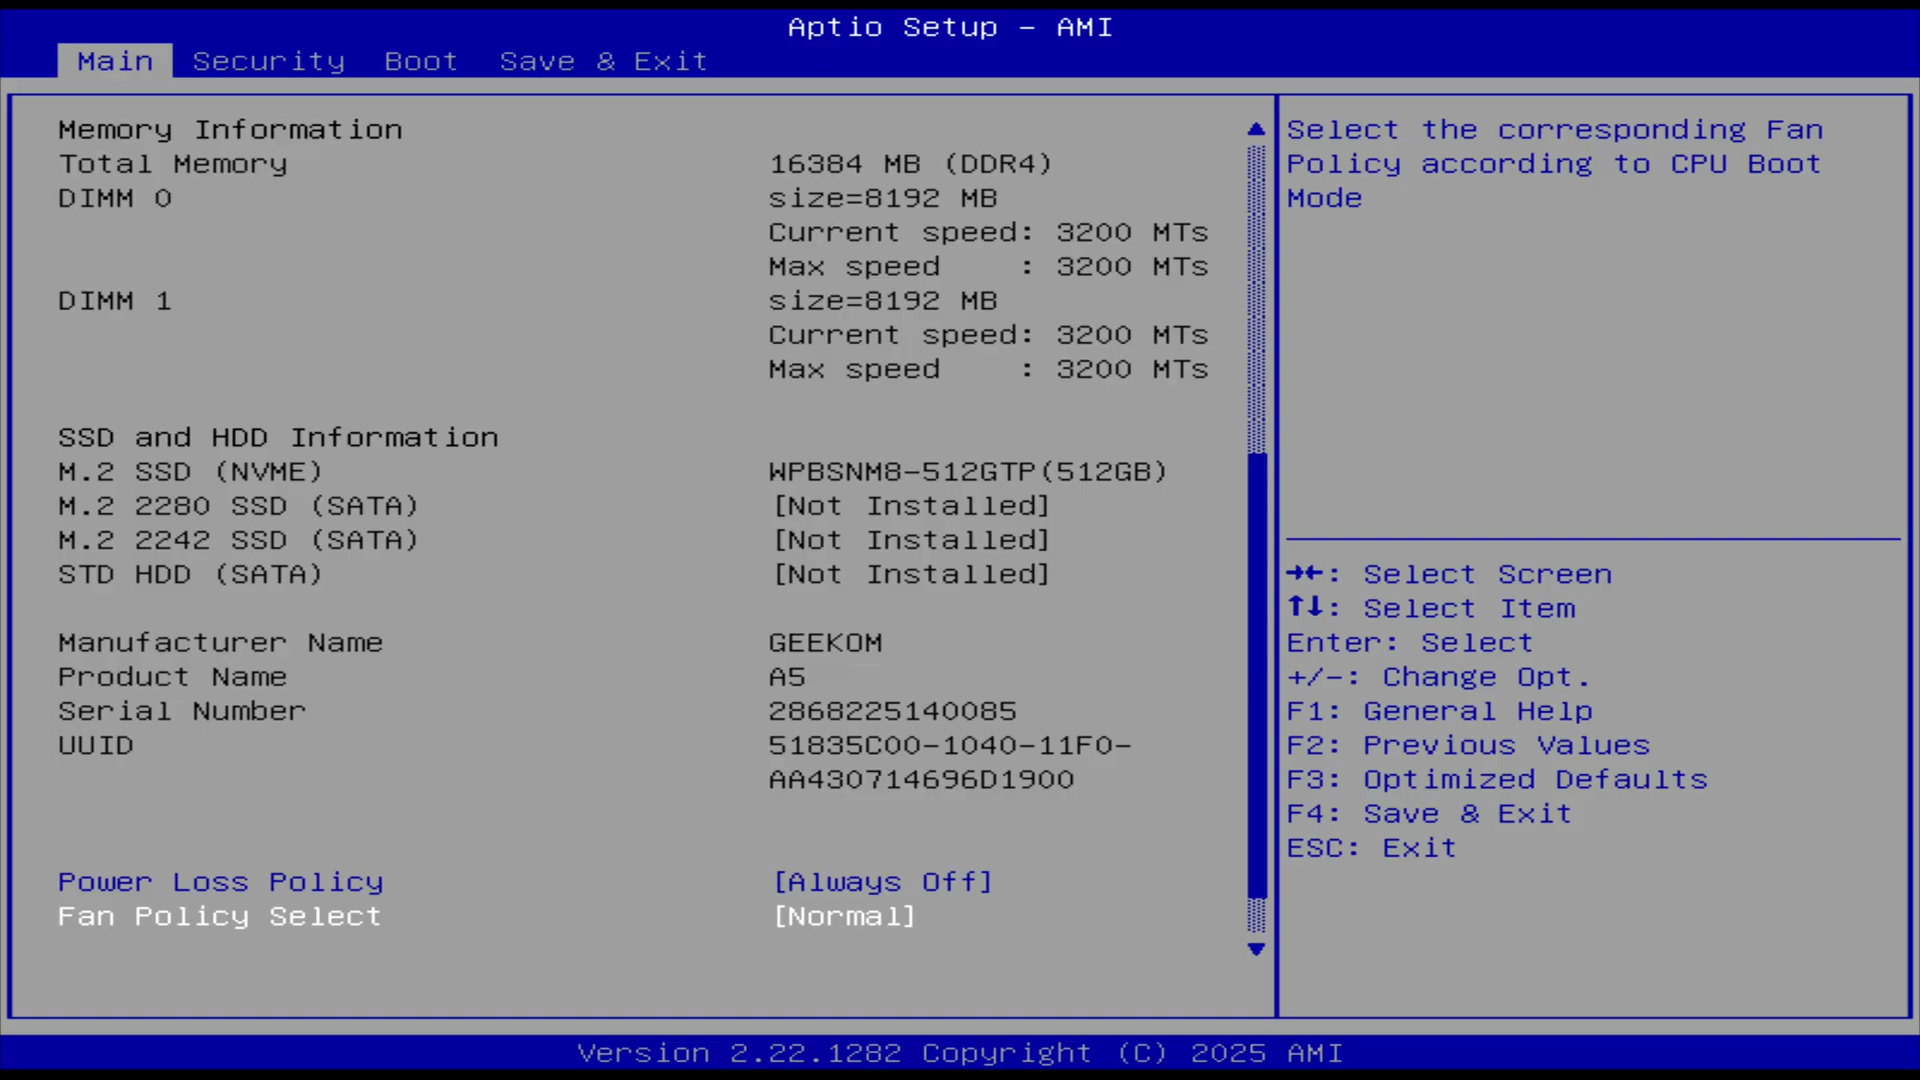 Aptio Setup - AMI
Main Security Boot Save & Exit
Memory Information
Total Memory 16384 MB (DDR4)
DIMM 0 size=8192 MB
Current speed: 3200 MTs
Max speed : 3200 MTs
DIMM 1 size=8192 MB
Current speed: 3200 MTs
Max speed : 3200 MTs
SSD and HDD Information
M.2 SSD (NVME) WPBSNM8-512GTP(512GB)
M.2 2280 SSD (SATA) [Not Installed]
M.2 2242 SSD (SATA) [Not Installed]
STD HDD (SATA) [Not Installed]
Manufacturer Name GEEKOM
Product Name A5
Serial Number 2868225140085
UUID 51835C00-1040-11F0-
AA430714696D1900
Power Loss Policy [Always Off]
Fan Policy Select [Normal]
Select the corresponding Fan
Policy according to CPU Boot
Mode
→←: Select Screen
↑↓: Select Item
Enter: Select
+/-: Change Opt.
F1: General Help
F2: Previous Values
F3: Optimized Defaults
F4: Save & Exit
ESC: Exit
Version 2.22.1282 Copyright (C) 2025 AMI